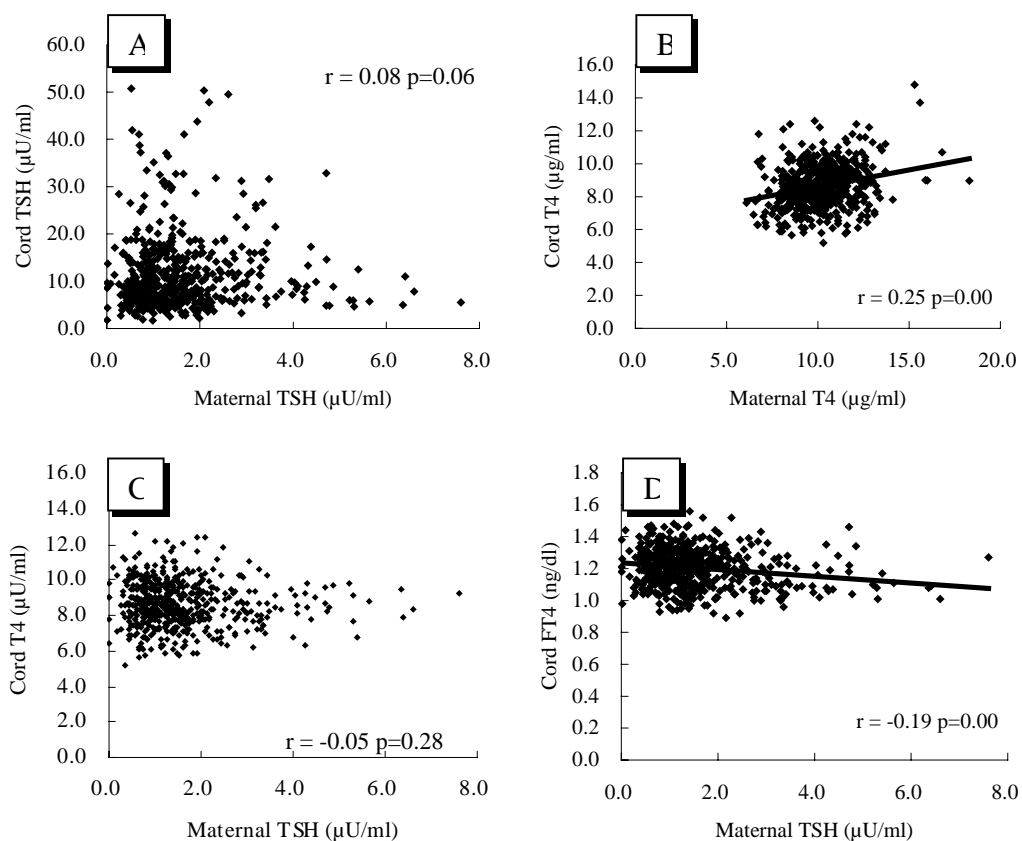 A
r = 0.08 p=0.06
Cord TSH (µU/ml)
60.0
50.0
40.0
30.0
20.0
10.0
0.0
0.0 2.0 4.0 6.0 8.0
Maternal TSH (µU/ml)
B
Cord T4 (µg/ml)
16.0
14.0
12.0
10.0
8.0
6.0
4.0
2.0
0.0
r = 0.25 p=0.00
0.0 5.0 10.0 15.0 20.0
Maternal T4 (µg/ml)
C
Cord T4 (µU/ml)
16.0
14.0
12.0
10.0
8.0
6.0
4.0
2.0
0.0
r = -0.05 p=0.28
0.0 2.0 4.0 6.0 8.0
Maternal TSH (µU/ml)
D
Cord FT4 (ng/dl)
1.8
1.6
1.4
1.2
1.0
0.8
0.6
0.4
0.2
0.0
r = -0.19 p=0.00
0.0 2.0 4.0 6.0 8.0
Maternal TSH (µU/ml)